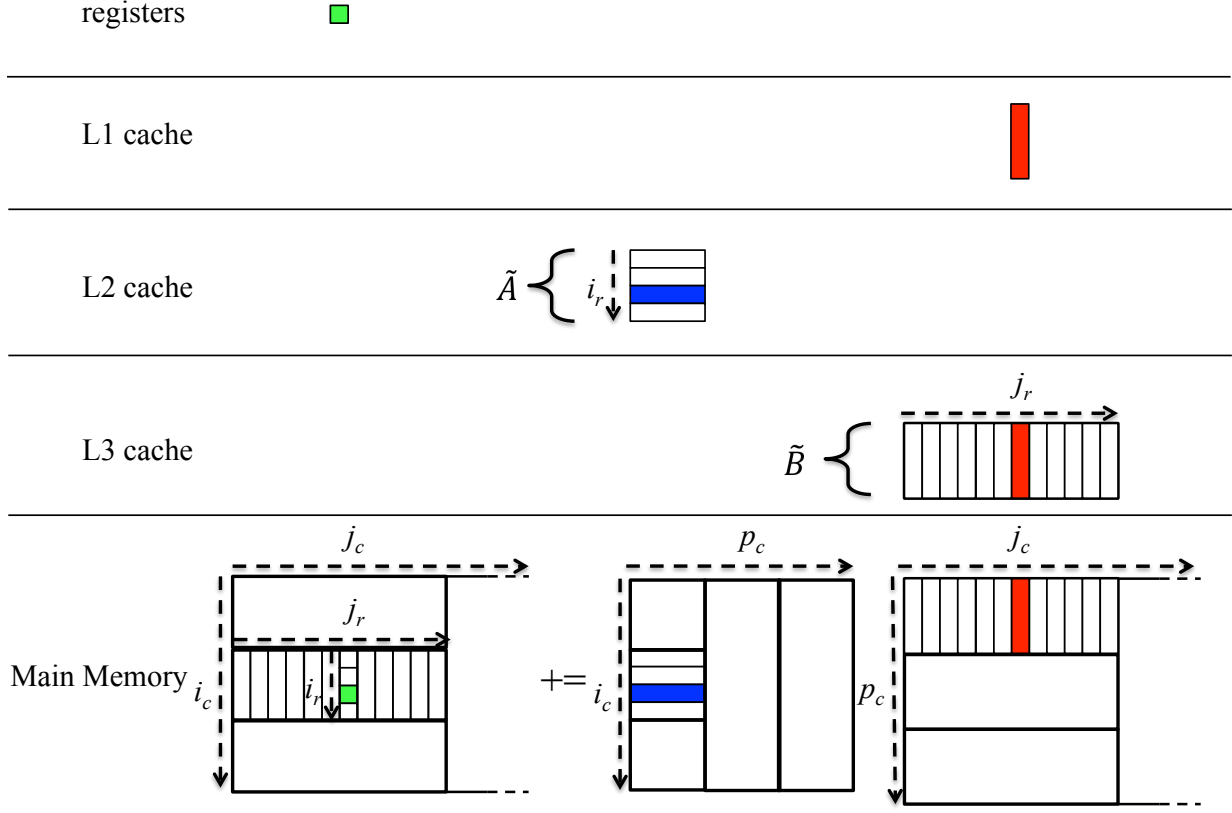 registers
L1 cache
L2 cache
Ã
i_r
L3 cache
B̃
j_r
Main Memory
j_c
j_r
i_c
i_r
+=
p_c
i_c
j_c
p_c